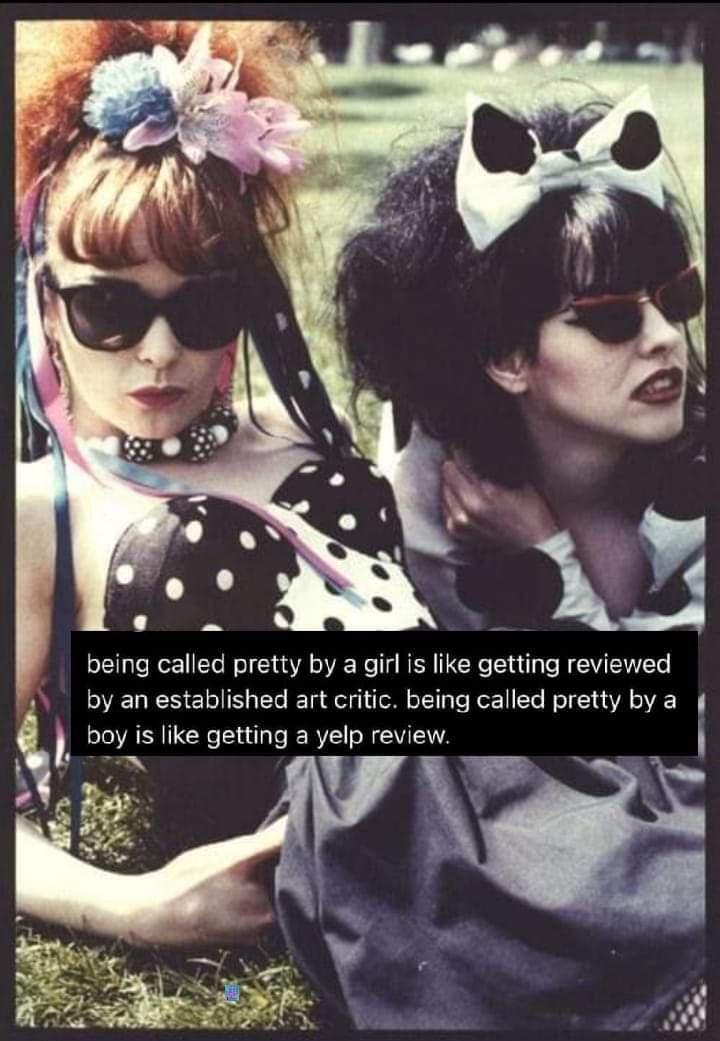 being called pretty by a girl is like getting reviewed
by an established art critic. being called pretty by a
boy is like getting a yelp review.